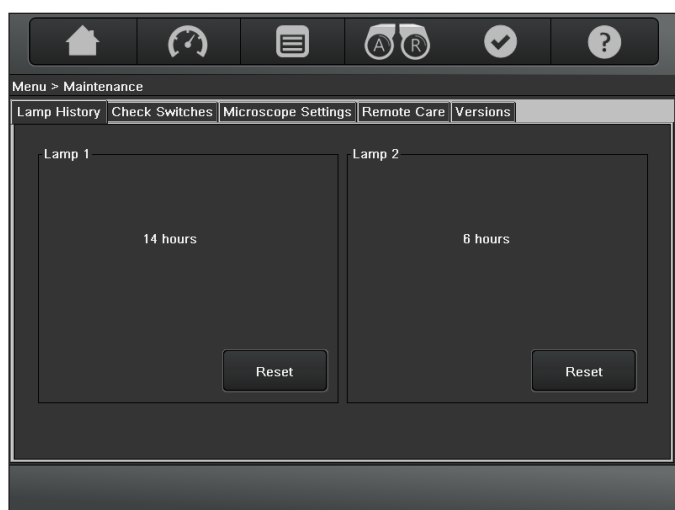 A R ?
Menu > Maintenance
Lamp History Check Switches Microscope Settings Remote Care Versions
Lamp 1 Lamp 2
14 hours 6 hours
Reset Reset